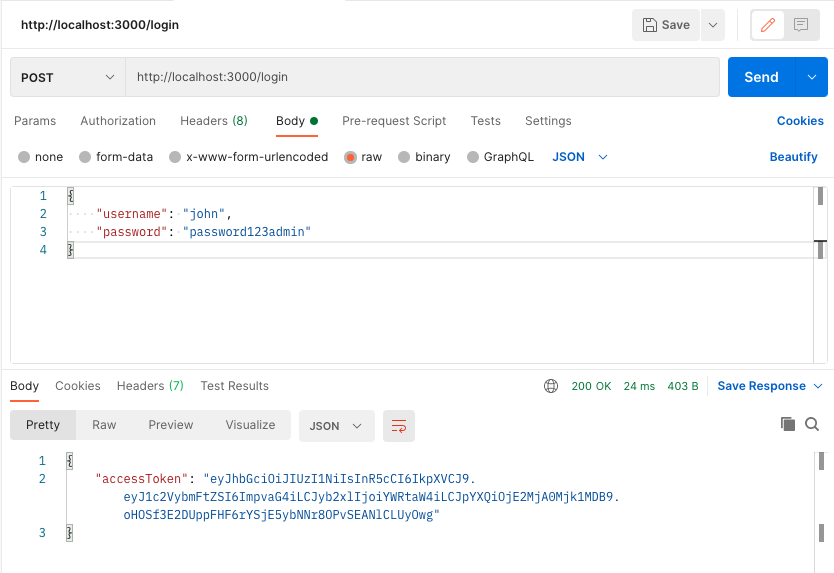 http://localhost:3000/login
Save
POST
http://localhost:3000/login
Send
Params Authorization Headers (8) Body Pre-request Script Tests Settings Cookies
none form-data x-www-form-urlencoded raw binary GraphQL JSON Beautify
1 {
2 "username": "john",
3 "password": "password123admin"
4 }
Body Cookies Headers (7) Test Results 200 OK 24 ms 403 B Save Response
Pretty Raw Preview Visualize JSON
1 {
2 "accessToken": "eyJhbGciOiJIUzI1NiIsInR5cCI6IkpXVCJ9.
eyJ1c2VybmFtZSI6ImpvaG4iLCJyb2xlIjoiYWRtaW4iLCJpYXQiOjE2MjA0Mjk1MDB9.
oHOSf3E2DUppFHF6rYSjE5ybNNr8OPvSEANlCLUyOwg"
3 }